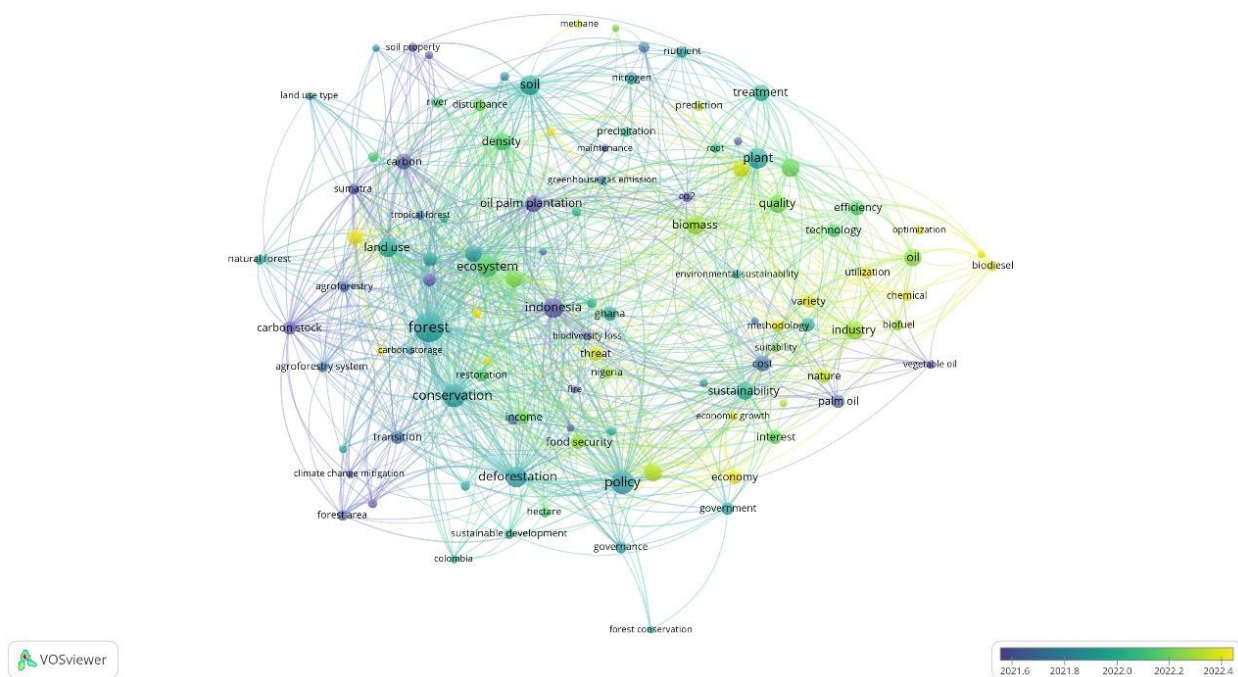 methane
soil property
nutrient
soil
nitrogen
land use type
treatment
river
disturbance
prediction
precipitation
density
maintenance
root
carbon
plant
greenhouse gas emission
sumatra
co2
oil palm plantation
quality
efficiency
tropical forest
biomass
technology
optimization
land use
natural forest
oil
ecosystem
biodiesel
environmental sustainability
utilization
agroforestry
variety
chemical
indonesia
ghana
carbon stock
forest
methodology
industry
biofuel
biodiversity loss
carbon storage
threat
suitability
agroforestry system
cost
vegetable oil
restoration
nigeria
nature
fire
conservation
sustainability
palm oil
income
economic growth
transition
food security
interest
climate change mitigation
deforestation
policy
economy
forest area
hectare
government
sustainable development
governance
colombia
forest conservation
VOSviewer
2021.6 2021.8 2022.0 2022.2 2022.4